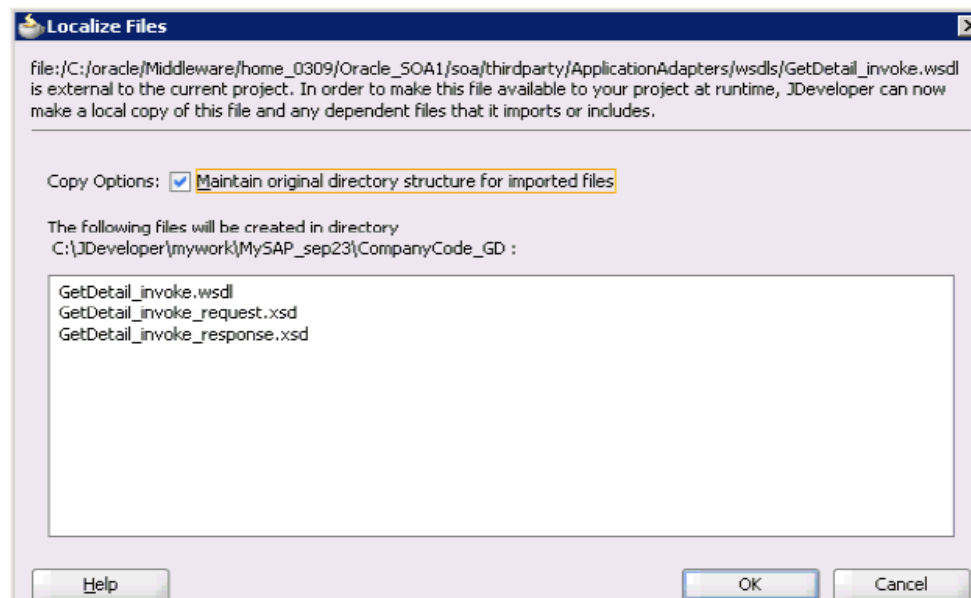 Localize Files
file:/C:/oracle/Middleware/home_0309/Oracle_SOA1/soa/thirdparty/ApplicationAdapters/wsdls/GetDetail_invoke.wsdl
is external to the current project. In order to make this file available to your project at runtime, JDeveloper can now
make a local copy of this file and any dependent files that it imports or includes.
Copy Options: Maintain original directory structure for imported files
The following files will be created in directory
C:\JDeveloper\mywork\MySAP_sep23\CompanyCode_GD :
GetDetail_invoke.wsdl
GetDetail_invoke_request.xsd
GetDetail_invoke_response.xsd
Help OK Cancel